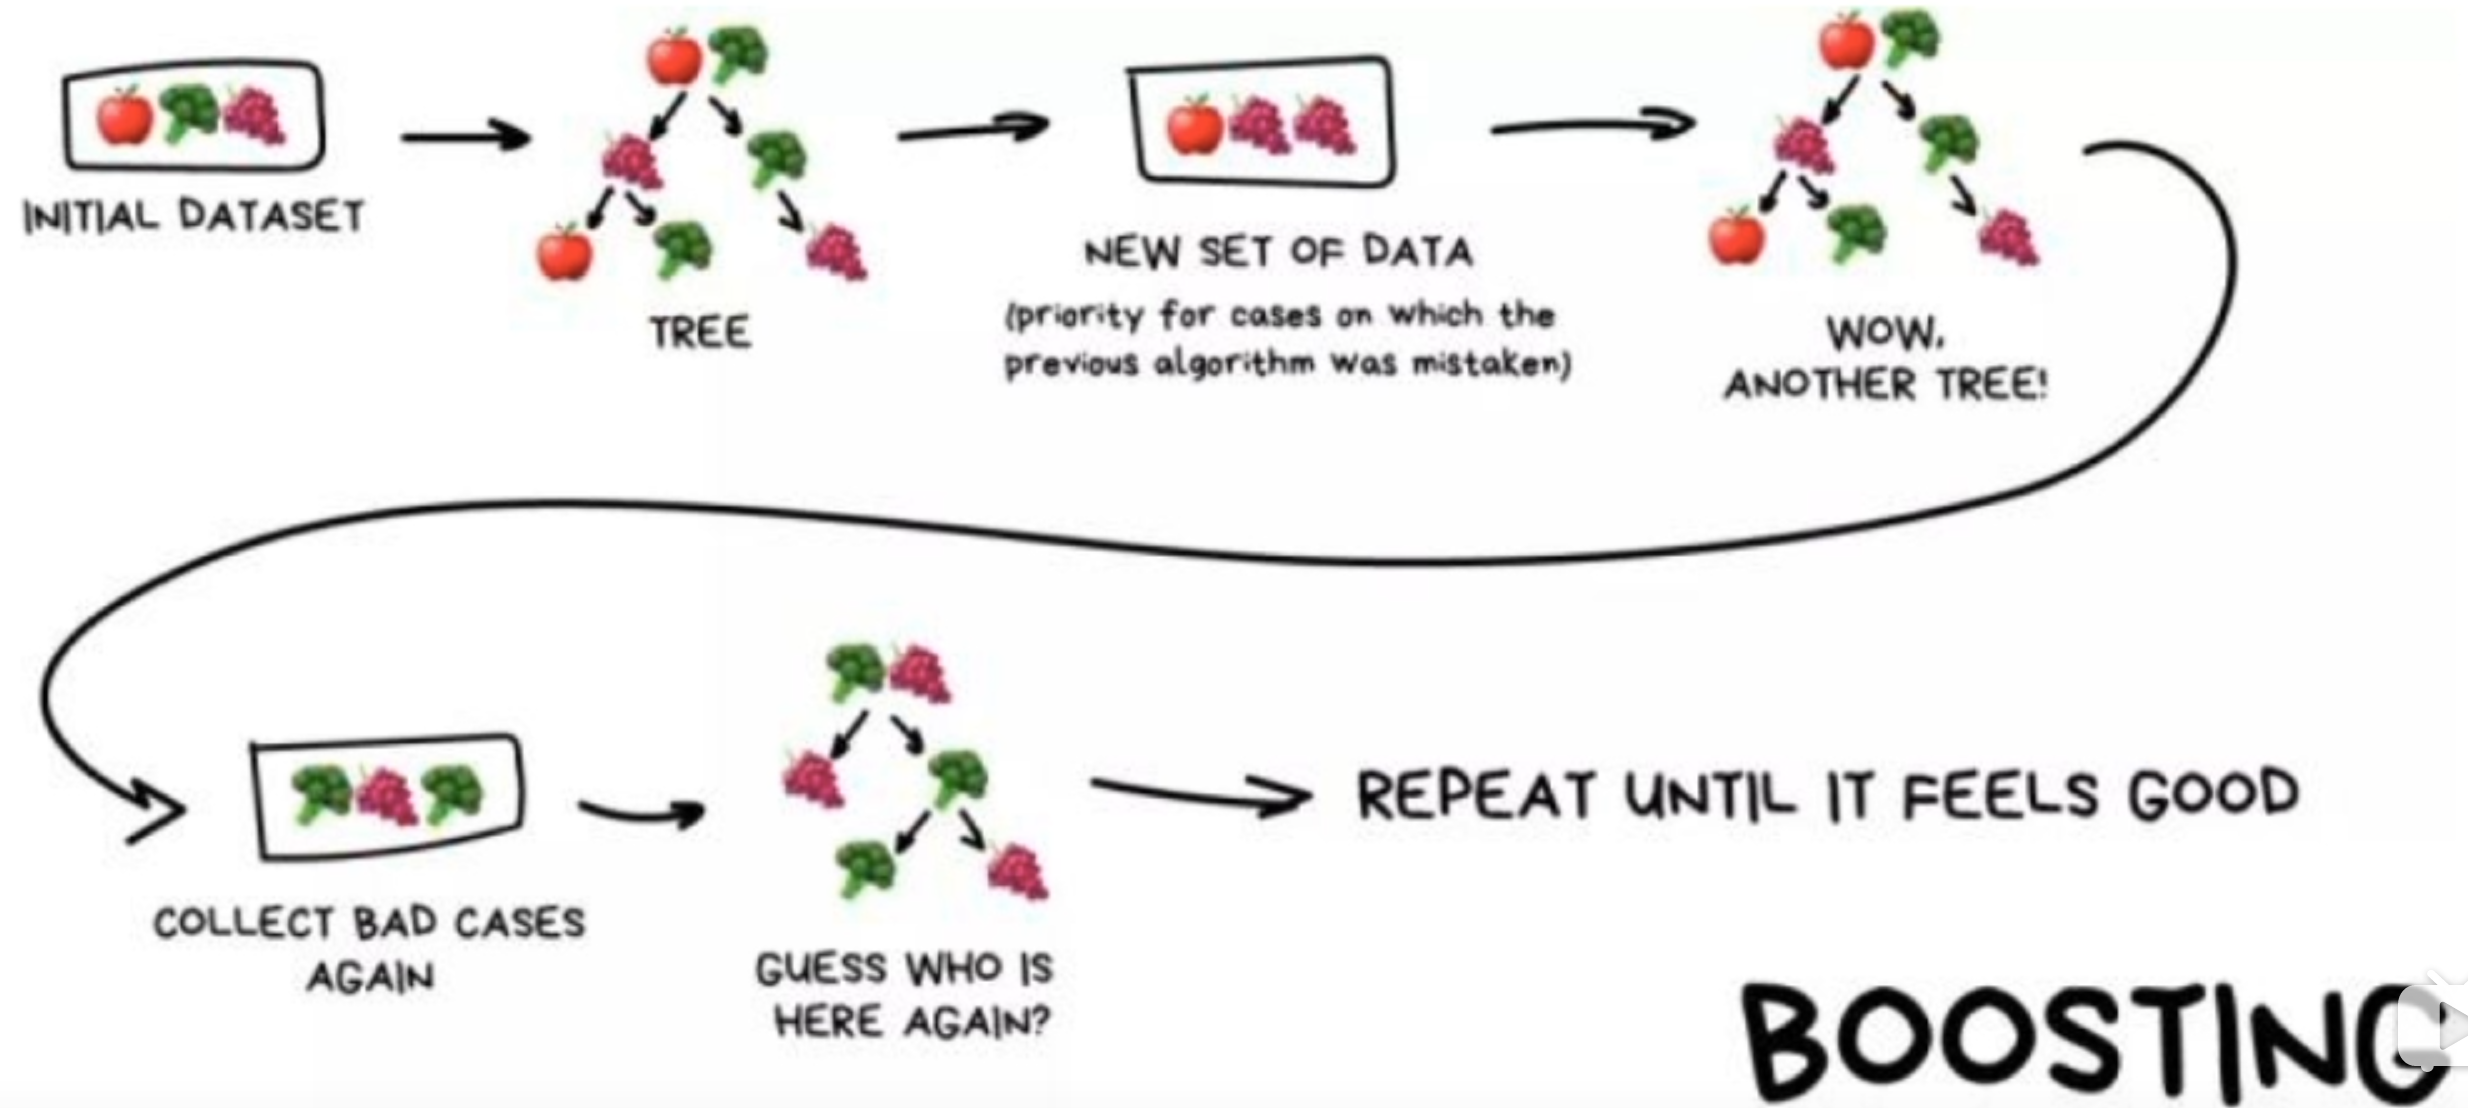 INITIAL DATASET
TREE
NEW SET OF DATA
(priority for cases on which the
previous algorithm was mistaken)
WOW,
ANOTHER TREE!
COLLECT BAD CASES
AGAIN
GUESS WHO IS
HERE AGAIN?
REPEAT UNTIL IT FEELS GOOD
BOOSTING